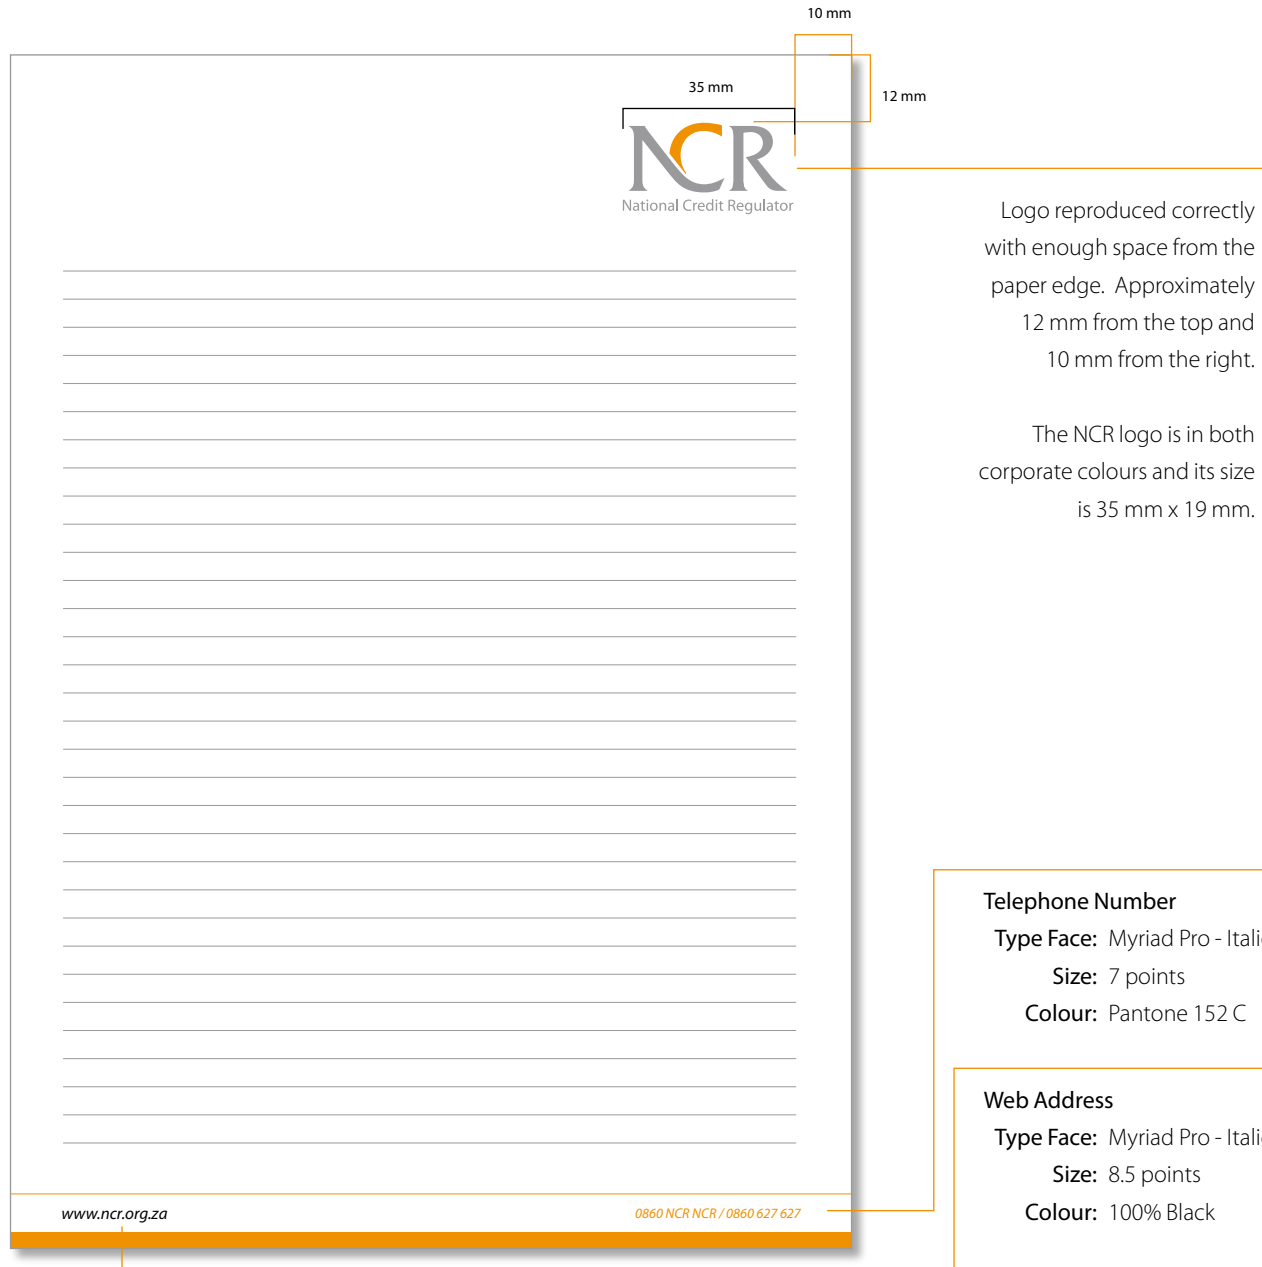 10 mm
35 mm
12 mm
NCR
National Credit Regulator
Logo reproduced correctly
with enough space from the
paper edge. Approximately
12 mm from the top and
10 mm from the right.
The NCR logo is in both
corporate colours and its size
is 35 mm x 19 mm.
Telephone Number
Type Face: Myriad Pro - Itali
Size: 7 points
Colour: Pantone 152 C
Web Address
Type Face: Myriad Pro - Itali
Size: 8.5 points
Colour: 100% Black
www.ncr.org.za
0860 NCR NCR / 0860 627 627